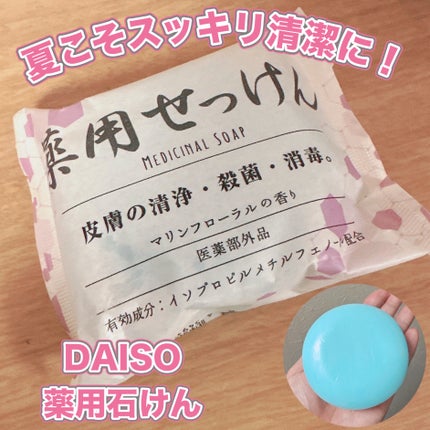 夏こそスッキリ清潔に！
薬用せっけん
MEDICINAL SOAP
皮膚の清浄・殺菌・消毒。
マリンフローラルの香り
医薬部外品
有効成分：イソプロピルメチルフェノール配合
DAISO
薬用石けん